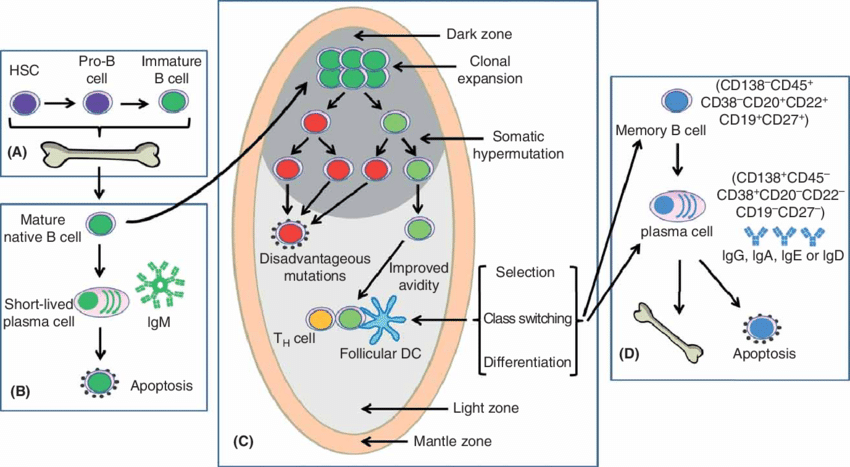 HSC
Pro-B
cell
Immature
B cell
(A)
Mature
native B cell
Short-lived
plasma cell
IgM
Apoptosis
(B)
Dark zone
Clonal
expansion
Somatic
hypermutation
Disadvantageous
mutations
Improved
avidity
TH cell
Follicular DC
Selection
Class switching
Differentiation
Light zone
Mantle zone
(C)
(CD138–CD45+
CD38–CD20+CD22+
CD19+CD27+)
Memory B cell
(CD138+CD45–
CD38+CD20–CD22–
CD19–CD27–)
plasma cell
IgG, IgA, IgE or IgD
Apoptosis
(D)